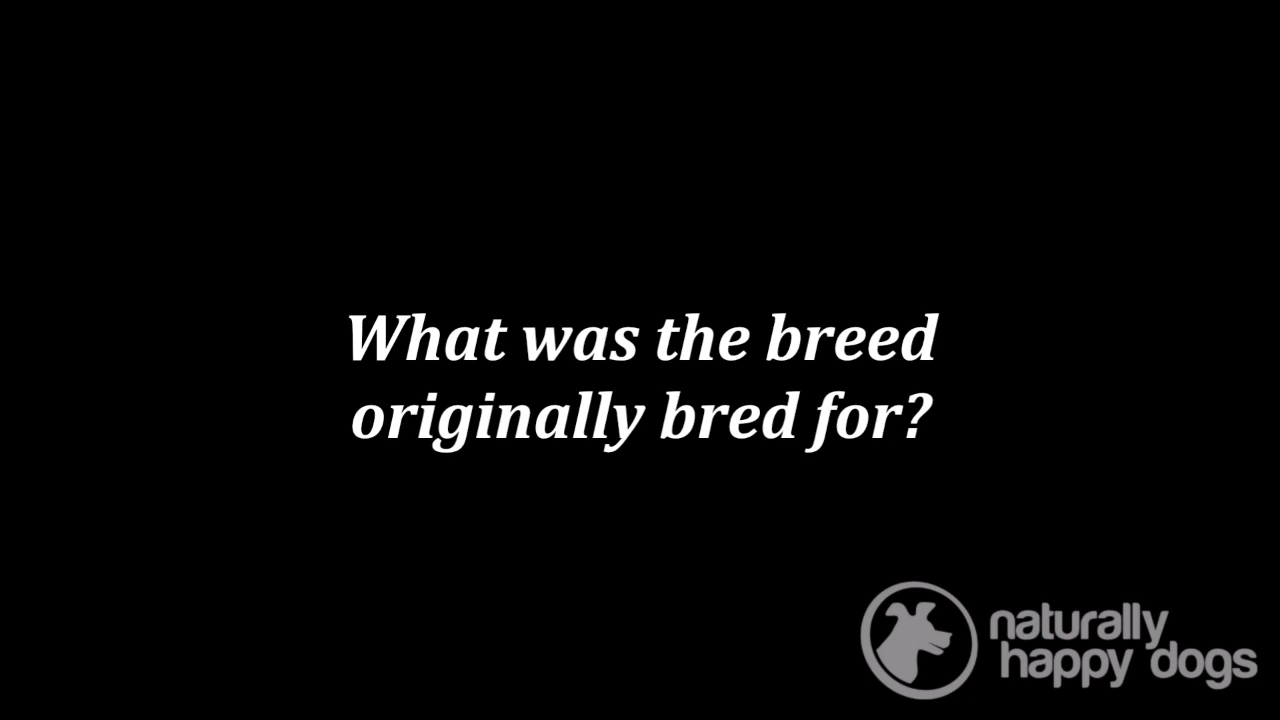 What was the breed
originally bred for?
naturally
happy dogs